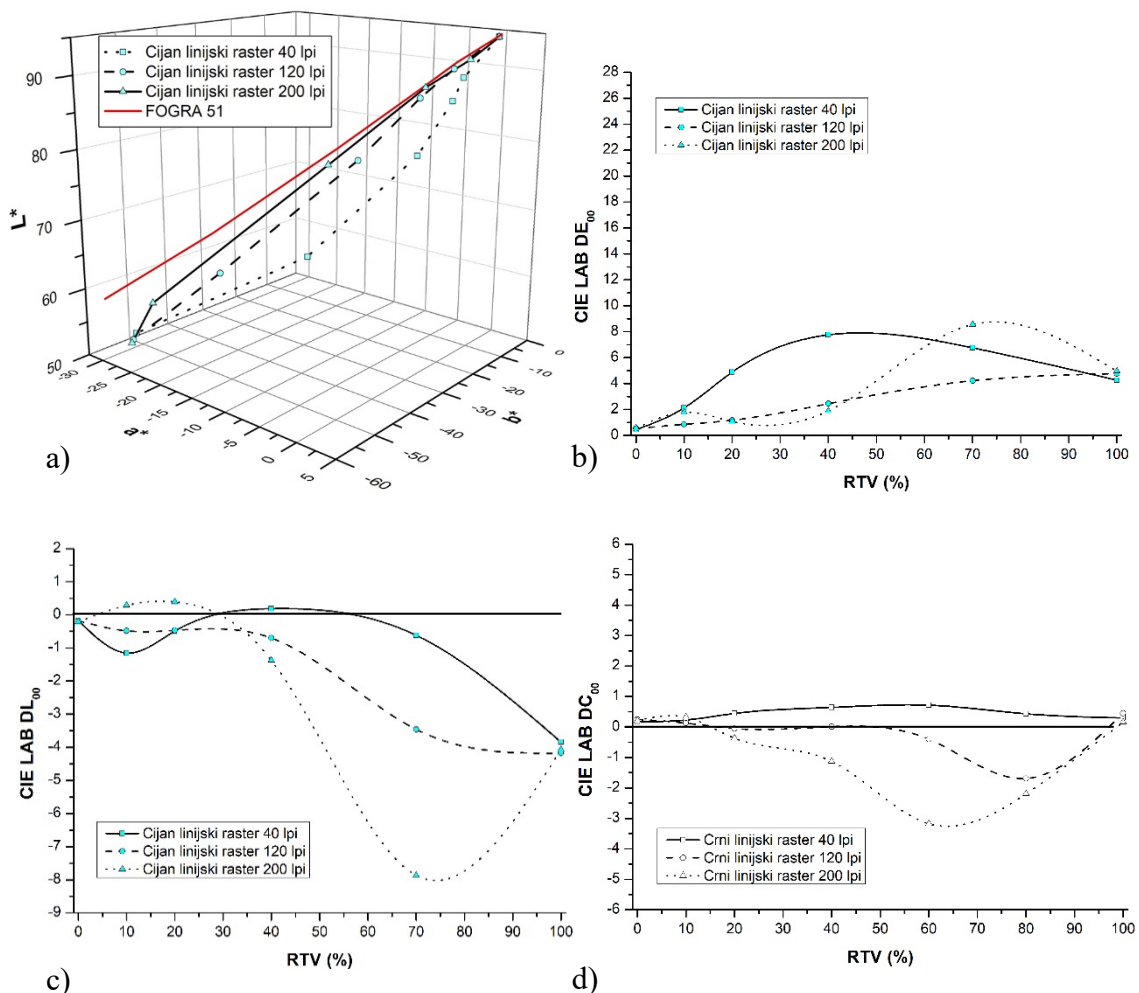 Cijan linijski raster 40 lpi
Cijan linijski raster 120 lpi
Cijan linijski raster 200 lpi
FOGRA 51
L*
90
80
70
60
50
-30
-25
-20
-15
-10
-5
0
5
a*
0
-10
-20
-30
-40
-50
-60
b*
a)
Cijan linijski raster 40 lpi
Cijan linijski raster 120 lpi
Cijan linijski raster 200 lpi
CIE LAB DE00
28
26
24
22
20
18
16
14
12
10
8
6
4
2
0
0 10 20 30 40 50 60 70 80 90 100
RTV (%)
b)
CIE LAB DL00
2
1
0
-1
-2
-3
-4
-5
-6
-7
-8
-9
Cijan linijski raster 40 lpi
Cijan linijski raster 120 lpi
Cijan linijski raster 200 lpi
0 10 20 30 40 50 60 70 80 90 100
RTV (%)
c)
CIE LAB DC00
6
5
4
3
2
1
0
-1
-2
-3
-4
-5
-6
Crni linijski raster 40 lpi
Crni linijski raster 120 lpi
Crni linijski raster 200 lpi
0 10 20 30 40 50 60 70 80 90 100
RTV (%)
d)